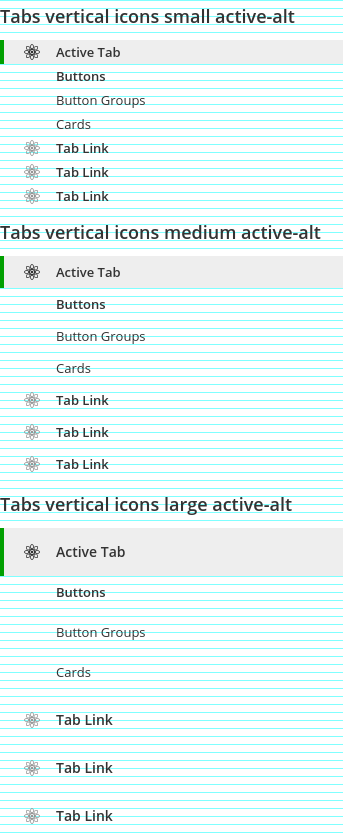 Tabs vertical icons small active-alt
Active Tab
Buttons
Button Groups
Cards
Tab Link
Tab Link
Tab Link
Tabs vertical icons medium active-alt
Active Tab
Buttons
Button Groups
Cards
Tab Link
Tab Link
Tab Link
Tabs vertical icons large active-alt
Active Tab
Buttons
Button Groups
Cards
Tab Link
Tab Link
Tab Link